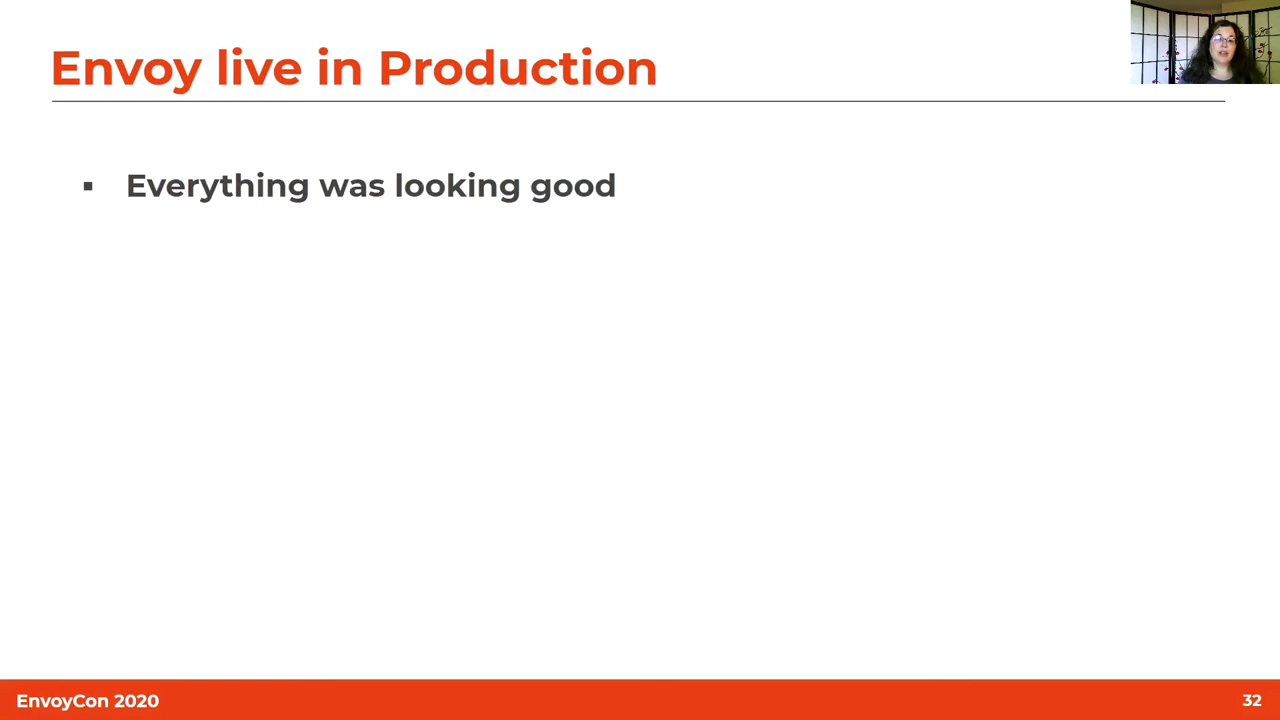 Envoy live in Production
▪ Everything was looking good
EnvoyCon 2020
32